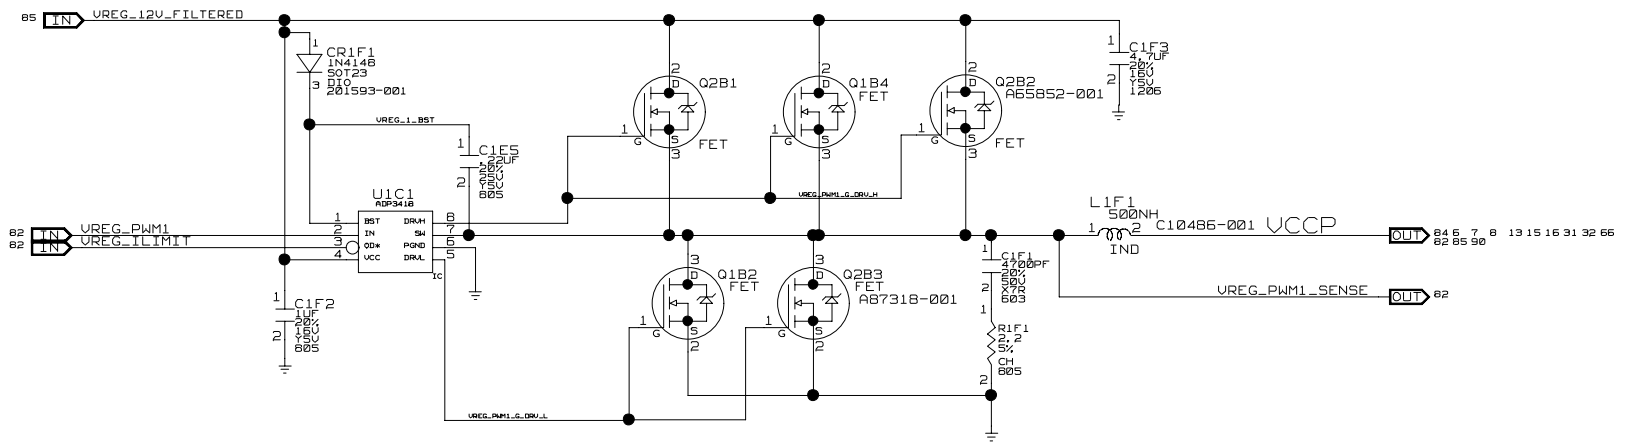 85 IN VREG_12V_FILTERED
1
CR1F1
1N4148
SOT23
DIO
201593-001
3
VREG_1_BST
1
C1E5
.22UF
20%
25V
Y5V
805
2
2
D
Q2B1
1
G
S
FET
3
2
D
Q1B4
FET
1
G
S
3
2
D
Q2B2
A65852-001
1
G
S
FET
3
1
C1F3
4.7UF
20%
16V
Y5V
1206
2
VREG_PWM1_G_DRV_H
U1C1
ADP3418
1 BST DRVH 8
2 IN SW 7
3 OD* PGND 6
4 VCC DRVL 5
IC
82 IN VREG_PWM1
82 IN VREG_ILIMIT
1
C1F2
1UF
20%
16V
Y5V
805
2
3
D
Q1B2
FET
1
G
S
2
3
D
Q2B3
FET
A87318-001
1
G
S
2
VREG_PWM1_G_DRV_L
1
C1F1
4700PF
20%
50V
X7R
603
2
1
R1F1
2.2
5%
CH
805
2
L1F1
500NH
1 2 C10486-001
IND
VCCP
OUT 84 6 7 8 13 15 16 31 32 66
82 85 90
VREG_PWM1_SENSE OUT 82